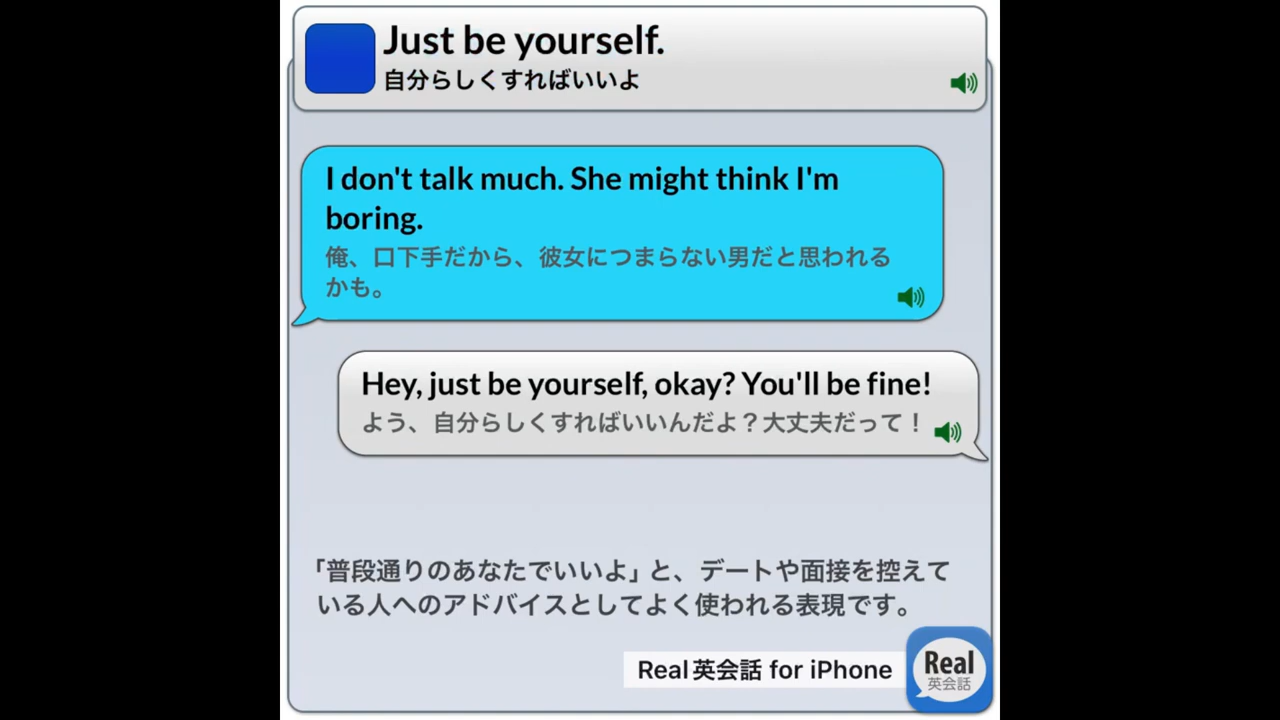 Just be yourself.
自分らしくすればいいよ
I don't talk much. She might think I'm
boring.
俺、口下手だから、彼女につまらない男だと思われる
かも。
Hey, just be yourself, okay? You'll be fine!
よう、自分らしくすればいいんだよ？大丈夫だって！
「普段通りのあなたでいいよ」と、デートや面接を控えて
いる人へのアドバイスとしてよく使われる表現です。
Real英会話 for iPhone
Real
英会話